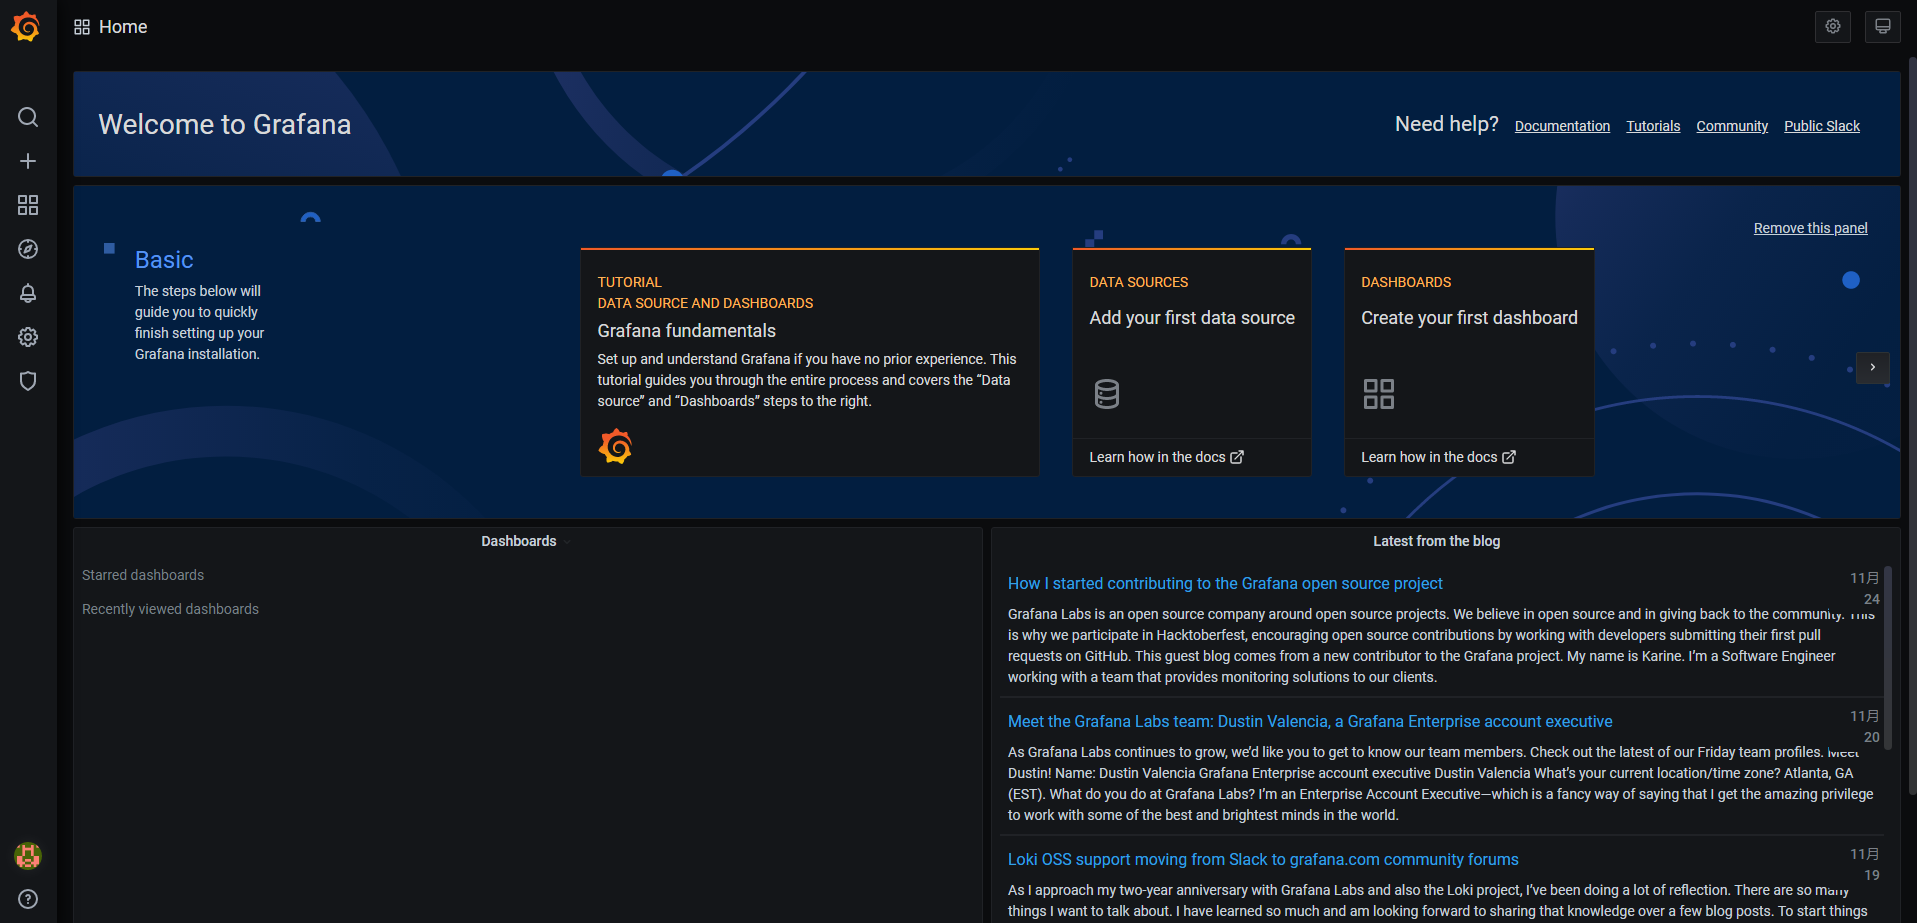 Home
Welcome to Grafana
Need help? Documentation Tutorials Community Public Slack
Remove this panel
Basic
The steps below will
guide you to quickly
finish setting up your
Grafana installation.
TUTORIAL
DATA SOURCE AND DASHBOARDS
Grafana fundamentals
Set up and understand Grafana if you have no prior experience. This
tutorial guides you through the entire process and covers the “Data
source” and “Dashboards” steps to the right.
DATA SOURCES
Add your first data source
Learn how in the docs
DASHBOARDS
Create your first dashboard
Learn how in the docs
Dashboards
Starred dashboards
Recently viewed dashboards
Latest from the blog
How I started contributing to the Grafana open source project
11月
24
Grafana Labs is an open source company around open source projects. We believe in open source and in giving back to the community. This
is why we participate in Hacktoberfest, encouraging open source contributions by working with developers submitting their first pull
requests on GitHub. This guest blog comes from a new contributor to the Grafana project. My name is Karine. I’m a Software Engineer
working with a team that provides monitoring solutions to our clients.
Meet the Grafana Labs team: Dustin Valencia, a Grafana Enterprise account executive
11月
20
As Grafana Labs continues to grow, we’d like you to get to know our team members. Check out the latest of our Friday team profiles. Meet
Dustin! Name: Dustin Valencia Grafana Enterprise account executive Dustin Valencia What’s your current location/time zone? Atlanta, GA
(EST). What do you do at Grafana Labs? I’m an Enterprise Account Executive—which is a fancy way of saying that I get the amazing privilege
to work with some of the best and brightest minds in the world.
Loki OSS support moving from Slack to grafana.com community forums
11月
19
As I approach my two-year anniversary with Grafana Labs and also the Loki project, I’ve been doing a lot of reflection. There are so many
things I want to talk about. I have learned so much and am looking forward to sharing that knowledge over a few blog posts. To start things